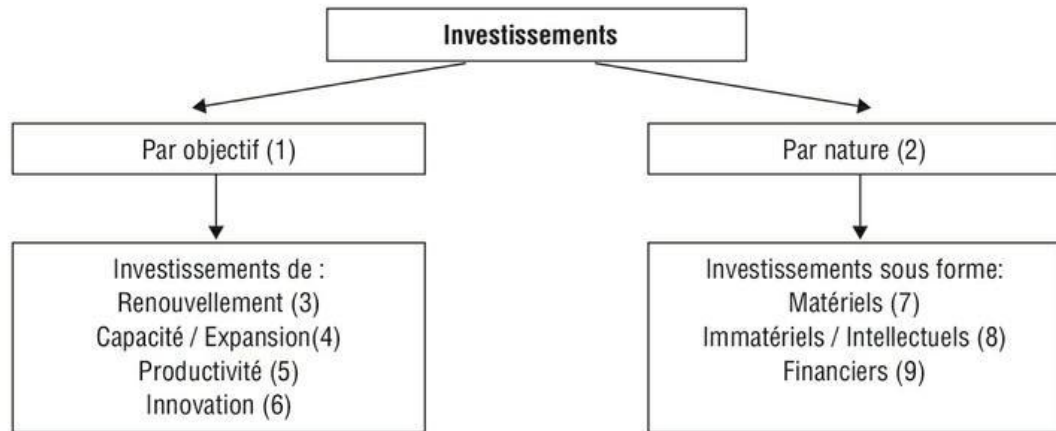 Investissements
Par objectif (1)
Par nature (2)
Investissements de :
Renouvellement (3)
Capacité / Expansion(4)
Productivité (5)
Innovation (6)
Investissements sous forme:
Matériels (7)
Immatériels / Intellectuels (8)
Financiers (9)